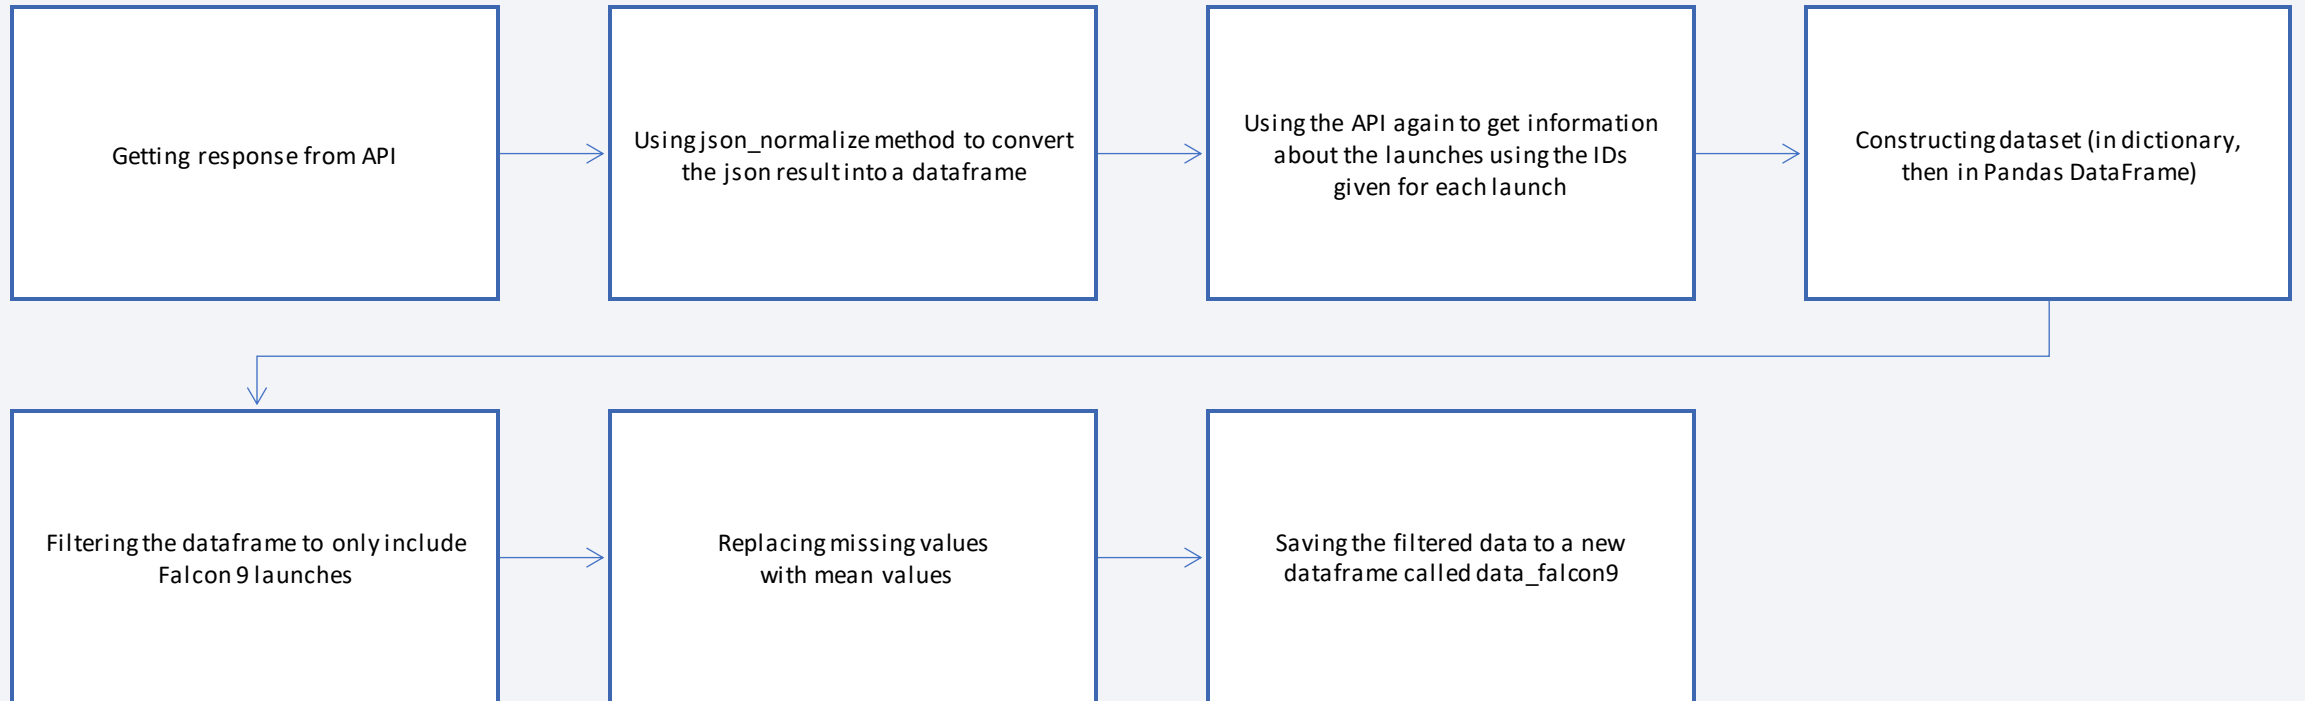 Getting response from API
Using json_normalize method to convert
the json result into a dataframe
Using the API again to get information
about the launches using the IDs
given for each launch
Constructing dataset (in dictionary,
then in Pandas DataFrame)
Filtering the dataframe to only include
Falcon 9 launches
Replacing missing values
with mean values
Saving the filtered data to a new
dataframe called data_falcon9